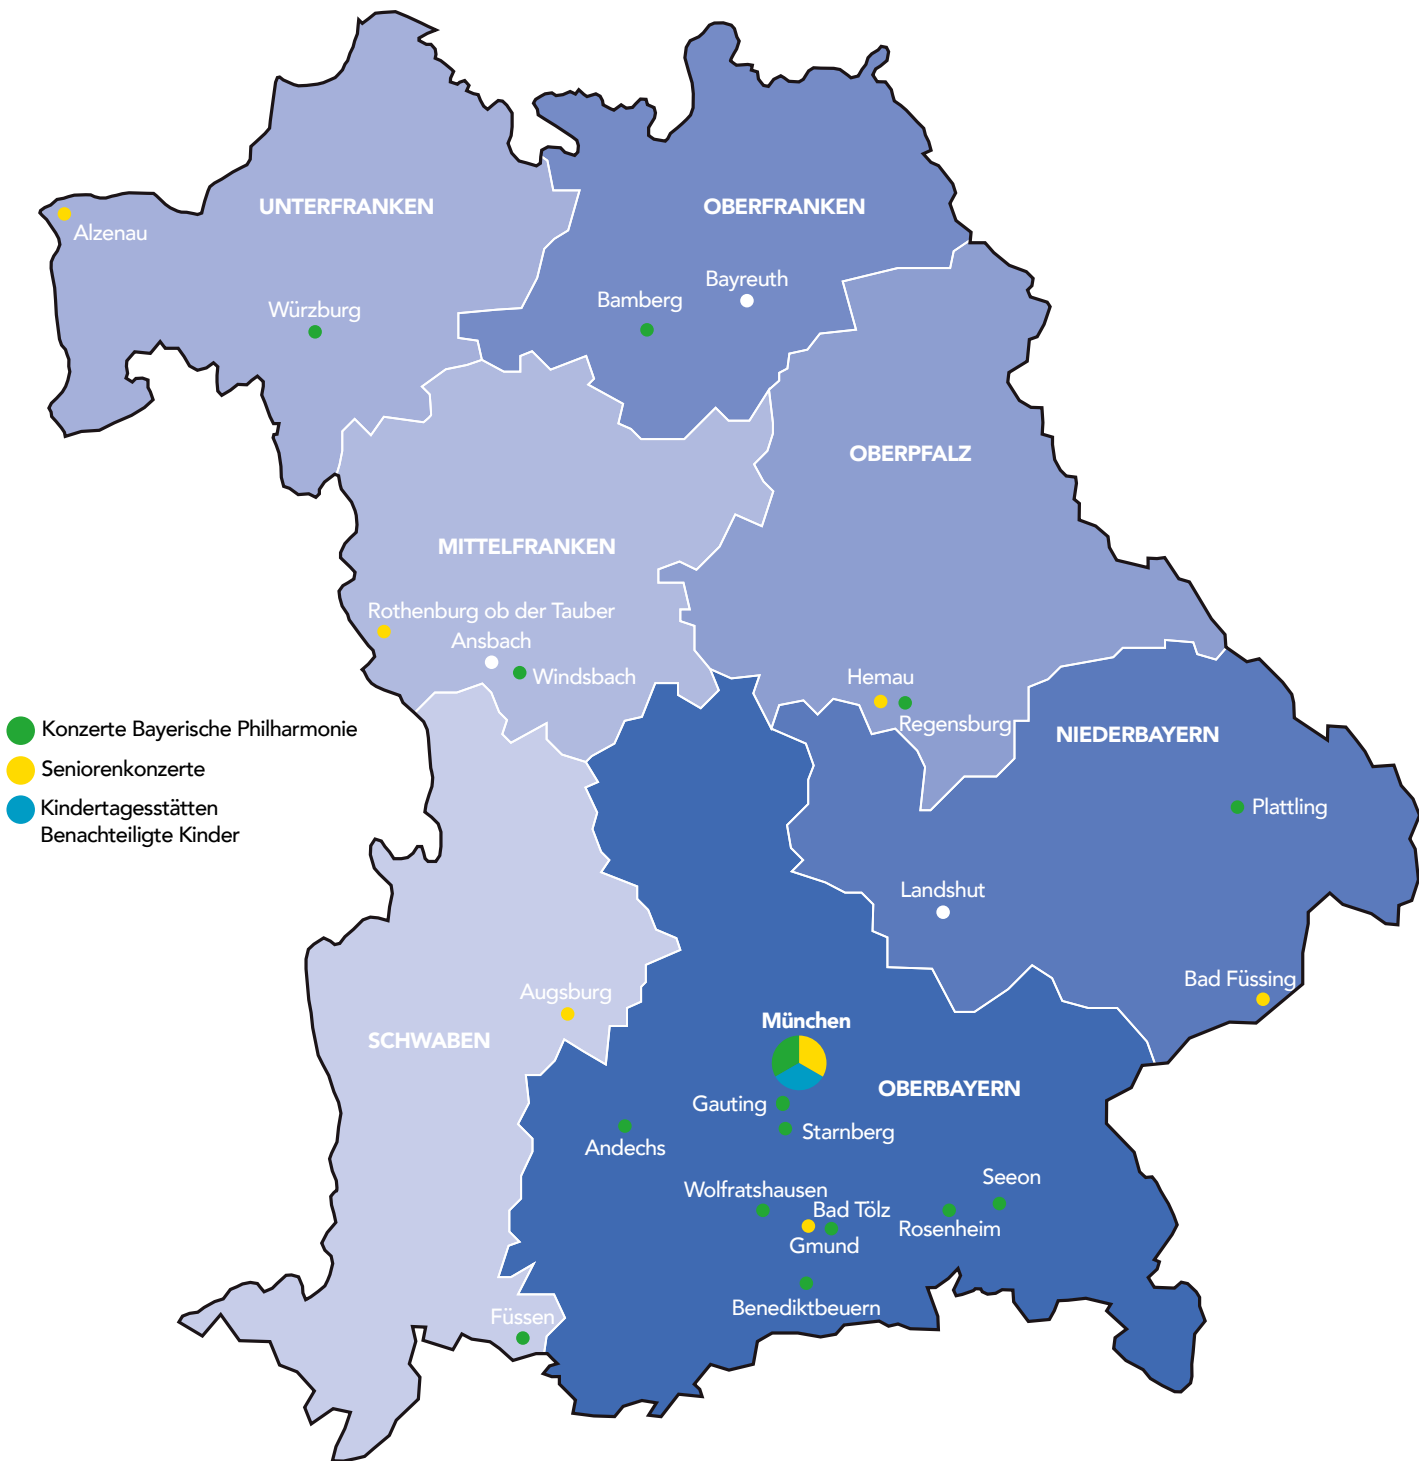 UNTERFRANKEN
OBERFRANKEN
Alzenau
Bayreuth
Bamberg
Würzburg
OBERPFALZ
MITTELFRANKEN
Rothenburg ob der Tauber
Ansbach
Windsbach
Hemau
Regensburg
NIEDERBAYERN
Konzerte Bayerische Philharmonie
Seniorenkonzerte
Kindertagesstätten
Benachteiligte Kinder
Plattling
Landshut
Bad Füssing
Augsburg
München
SCHWABEN
OBERBAYERN
Gauting
Starnberg
Andechs
Seeon
Wolfratshausen
Bad Tölz
Rosenheim
Gmund
Benediktbeuern
Füssen